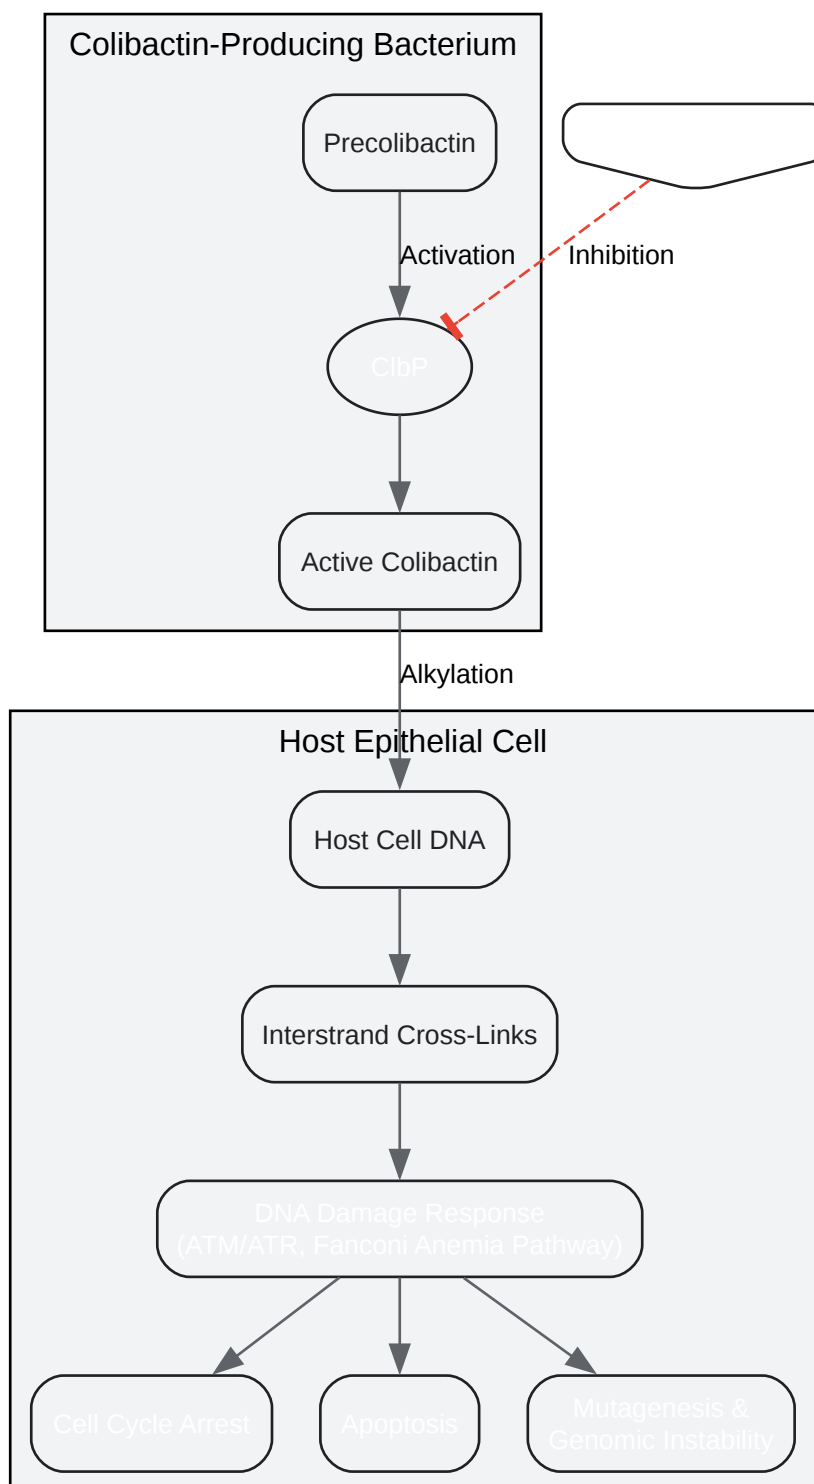 Colibactin-Producing Bacterium
Precolibactin
Activation
Inhibition
ClbP
Active Colibactin
Alkylation
Host Epithelial Cell
Host Cell DNA
Interstrand Cross-Links
DNA Damage Response
(ATM/ATR, Fanconi Anemia Pathway)
Cell Cycle Arrest
Apoptosis
Mutagenesis &
Genomic Instability